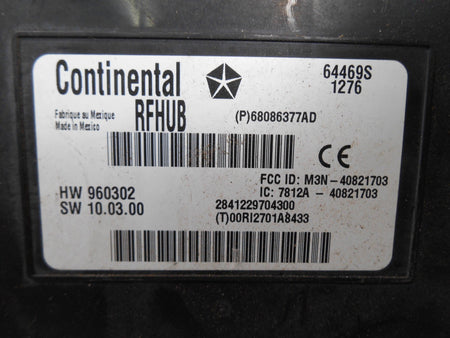 Continental
64469S
1276
Fabriqué au Mexique
Made in Mexico
RFHUB
(P)68086377AD
CE
FCC ID: M3N-40821703
IC: 7812A - 40821703
HW 960302
SW 10.03.00
2841229704300
(T)00RI2701A8433